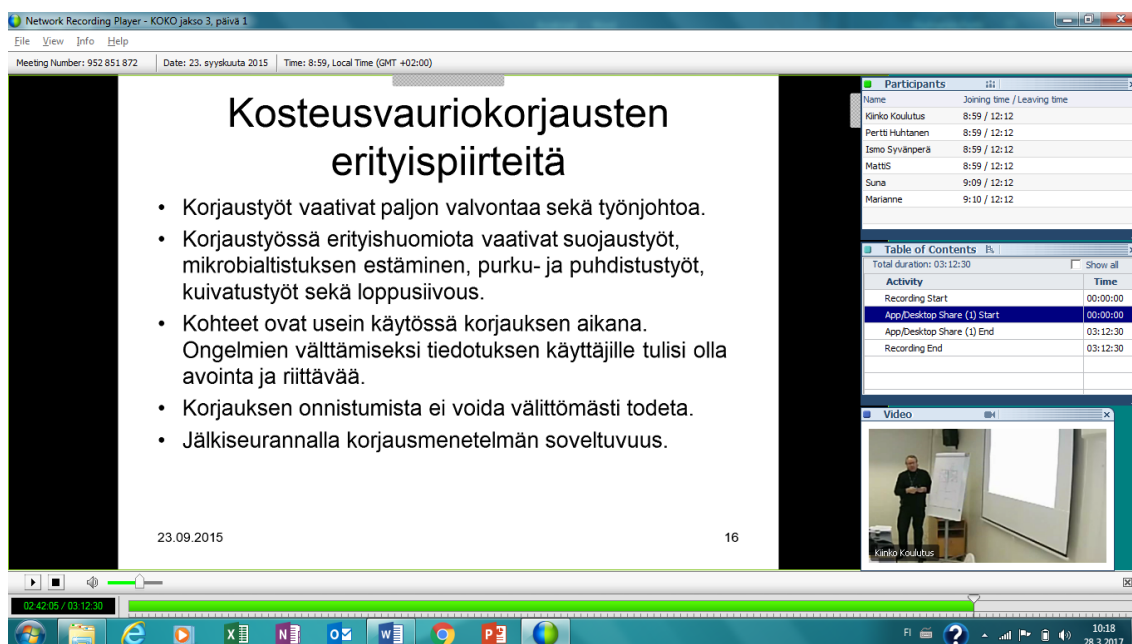 Network Recording Player - KOKO jakso 3, päivä 1
File View Info Help
Meeting Number: 952 851 872 Date: 23. syyskuuta 2015 Time: 8:59, Local Time (GMT +02:00)
Kosteusvauriokorjausten
erityispiirteitä
• Korjaustyöt vaativat paljon valvontaa sekä työnjohtoa.
• Korjaustyössä erityishuomiota vaativat suojaustyöt,
mikrobialtistuksen estäminen, purku- ja puhdistustyöt,
kuivatustyöt sekä loppusiivous.
• Kohteet ovat usein käytössä korjauksen aikana.
Ongelmien välttämiseksi tiedotuksen käyttäjille tulisi olla
avointa ja riittävää.
• Korjauksen onnistumista ei voida välittömästi todeta.
• Jälkiseurannalla korjausmenetelmän soveltuvuus.
23.09.2015 16
Participants
Name Joining time / Leaving time
Kiinko Koulutus 8:59 / 12:12
Pertti Huhtanen 8:59 / 12:12
Ismo Syvänperä 8:59 / 12:12
MattiS 8:59 / 12:12
Suna 9:09 / 12:12
Marianne 9:10 / 12:12
Table of Contents
Total duration: 03:12:30 Show all
Activity Time
Recording Start 00:00:00
App/Desktop Share (1) Start 00:00:00
App/Desktop Share (1) End 03:12:30
Recording End 03:12:30
Video
Kiinko Koulutus
02:42:05 / 03:12:30
FI 10:18
28.3.2017